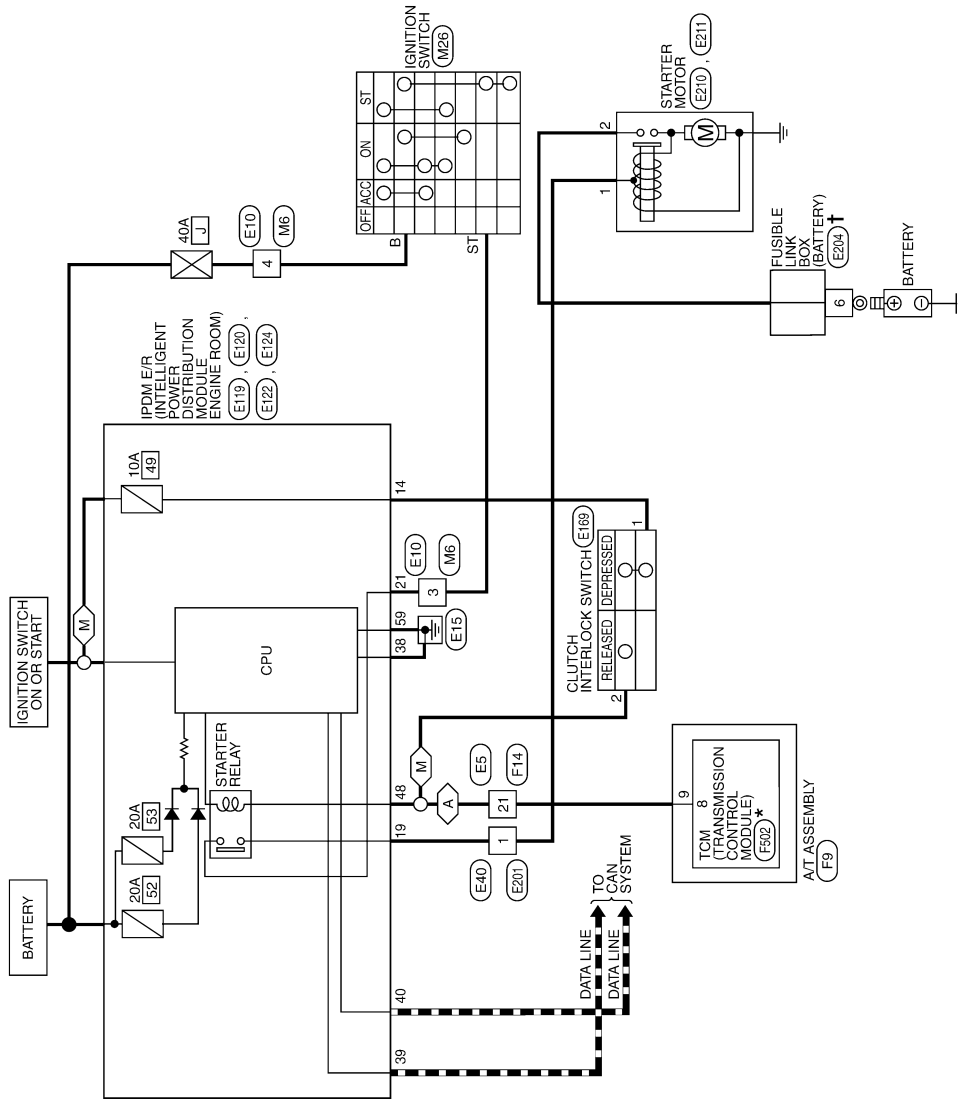 BATTERY
IGNITION SWITCH
ON OR START
20A
52
20A
53
M
10A
49
40A
J
E10
M6
4
IGNITION
SWITCH
M26
OFF
ACC
ON
ST
B
ST
IPDM E/R
(INTELLIGENT
POWER
DISTRIBUTION
MODULE
ENGINE ROOM)
E119 , E120 ,
E122 , E124
CPU
STARTER
RELAY
39
40
19
48
38
59
21
14
E15
3
E10
M6
M
A
E40
E201
1
21
E5
F14
CLUTCH
INTERLOCK SWITCH
E169
RELEASED
DEPRESSED
2
1
DATA LINE
DATA LINE
TO
CAN
SYSTEM
9
8
TCM
(TRANSMISSION
CONTROL
MODULE)
F502 *
A/T ASSEMBLY
F9
STARTER
MOTOR
E210 , E211
1
2
M
FUSIBLE
LINK
BOX
(BATTERY)
E204 †
6
+
-
BATTERY